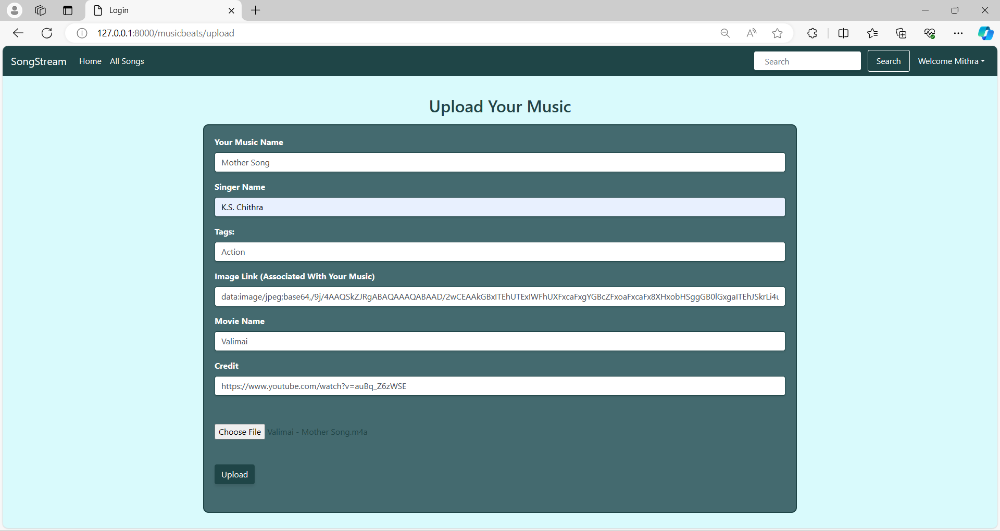 Login
127.0.0.1:8000/musicbeats/upload
SongStream Home All Songs Search Search Welcome Mithra
Upload Your Music
Your Music Name
Mother Song
Singer Name
K.S. Chithra
Tags:
Action
Image Link (Associated With Your Music)
data:image/jpeg;base64,/9j/4AAQSkZJRgABAQAAAQABAAD/2wCEAAkGBxITEhUTExIWFhUXFxcaFxgYGBcZFxoaFxcaFx8XHxobHSggGB0lGxgaITEhJSkrLi4u
Movie Name
Valimai
Credit
https://www.youtube.com/watch?v=auBq_Z6zWSE
Choose File Valimai - Mother Song.m4a
Upload